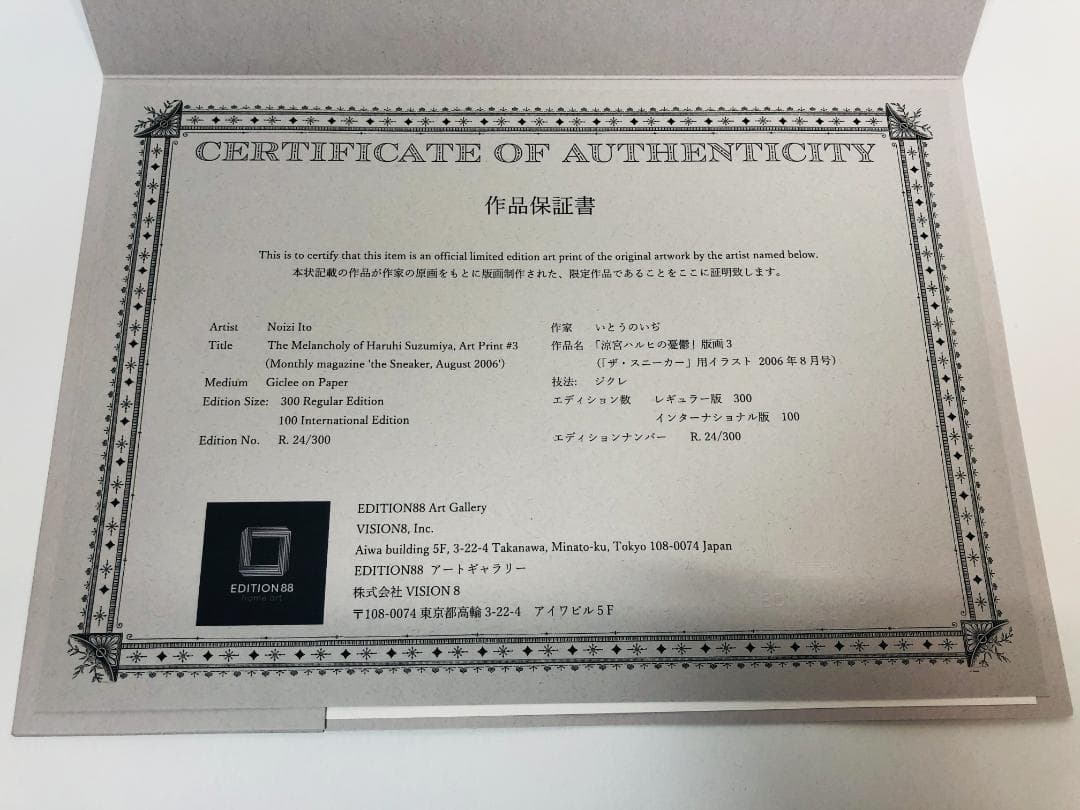 CERTIFICATE OF AUTHENTICITY
作品保証書
This is to certify that this item is an official limited edition art print of the original artwork by the artist named below.
本状記載の作品が作家の原画をもとに版画制作された、限定作品であることをここに証明致します。
Artist Noizi Ito
Title The Melancholy of Haruhi Suzumiya, Art Print #3
(Monthly magazine 'the Sneaker, August 2006')
Medium Giclee on Paper
Edition Size: 300 Regular Edition
100 International Edition
Edition No. R. 24/300
作家 いとうのいぢ
作品名 「涼宮ハルヒの憂鬱」版画3
(「ザ・スニーカー」用イラスト 2006年8月号)
技法: ジクレ
エディション数 レギュラー版 300
インターナショナル版 100
エディションナンバー R. 24/300
EDITION88
frame art
EDITION88 Art Gallery
VISION8, Inc.
Aiwa building 5F, 3-22-4 Takanawa, Minato-ku, Tokyo 108-0074 Japan
EDITION88 アートギャラリー
株式会社 VISION 8
〒108-0074 東京都高輪 3-22-4 アイワビル 5 F